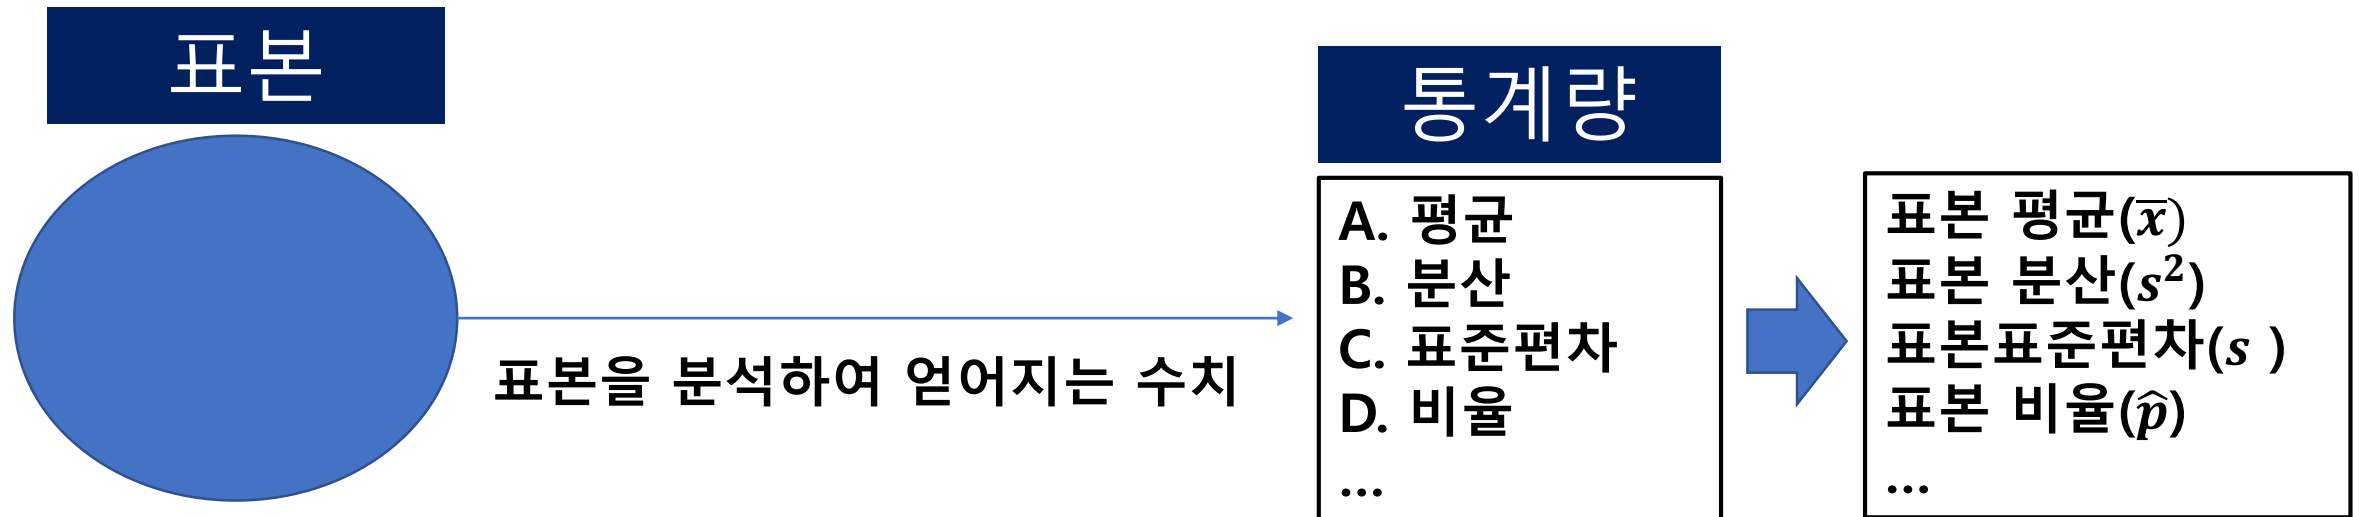 표본
표본을 분석하여 얻어지는 수치
통계량
A. 평균
B. 분산
C. 표준편차
D. 비율
...
표본 평균(x̅)
표본 분산(s²)
표본표준편차(s )
표본 비율(p̂)
...